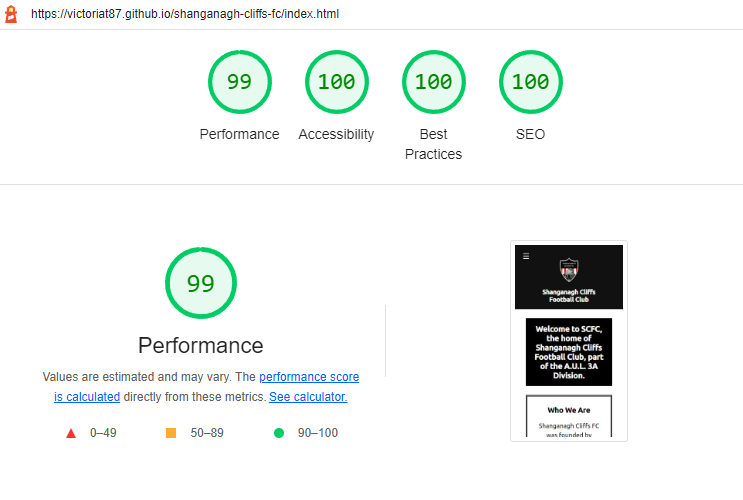 https://victoriat87.github.io/shanganagh-cliffs-fc/index.html
99
100
100
100
Performance
Accessibility
Best
Practices
SEO
99
Performance
Values are estimated and may vary. The performance score
is calculated directly from these metrics. See calculator.
0–49
50–89
90–100
Shanganagh Cliffs
Football Club
Welcome to SCFC,
the home of
Shanganagh Cliffs
Football Club, part
of the A.U.L. 3A
Division.
Who We Are
Shanganagh Cliffs FC
was founded by